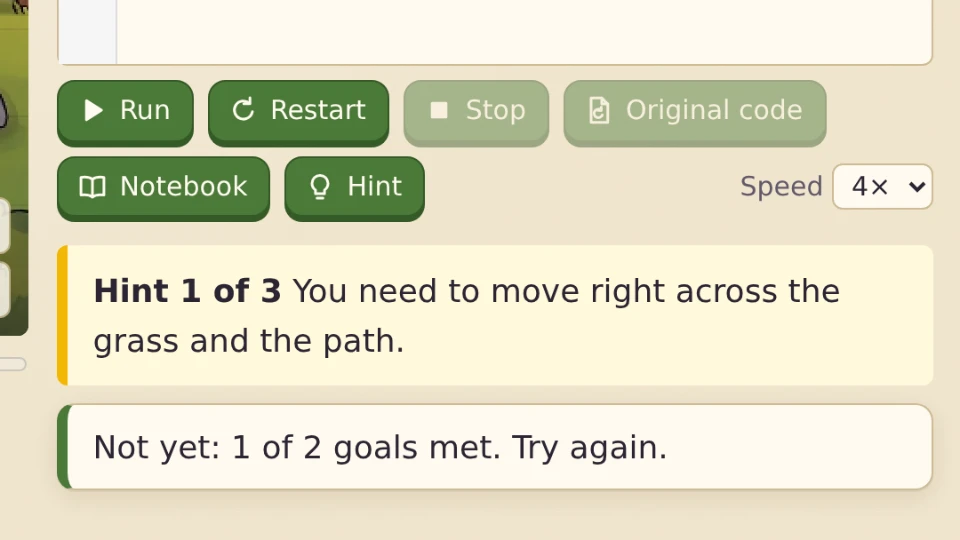 Run Restart Stop Original code
Notebook Hint Speed 4×
Hint 1 of 3 You need to move right across the
grass and the path.
Not yet: 1 of 2 goals met. Try again.